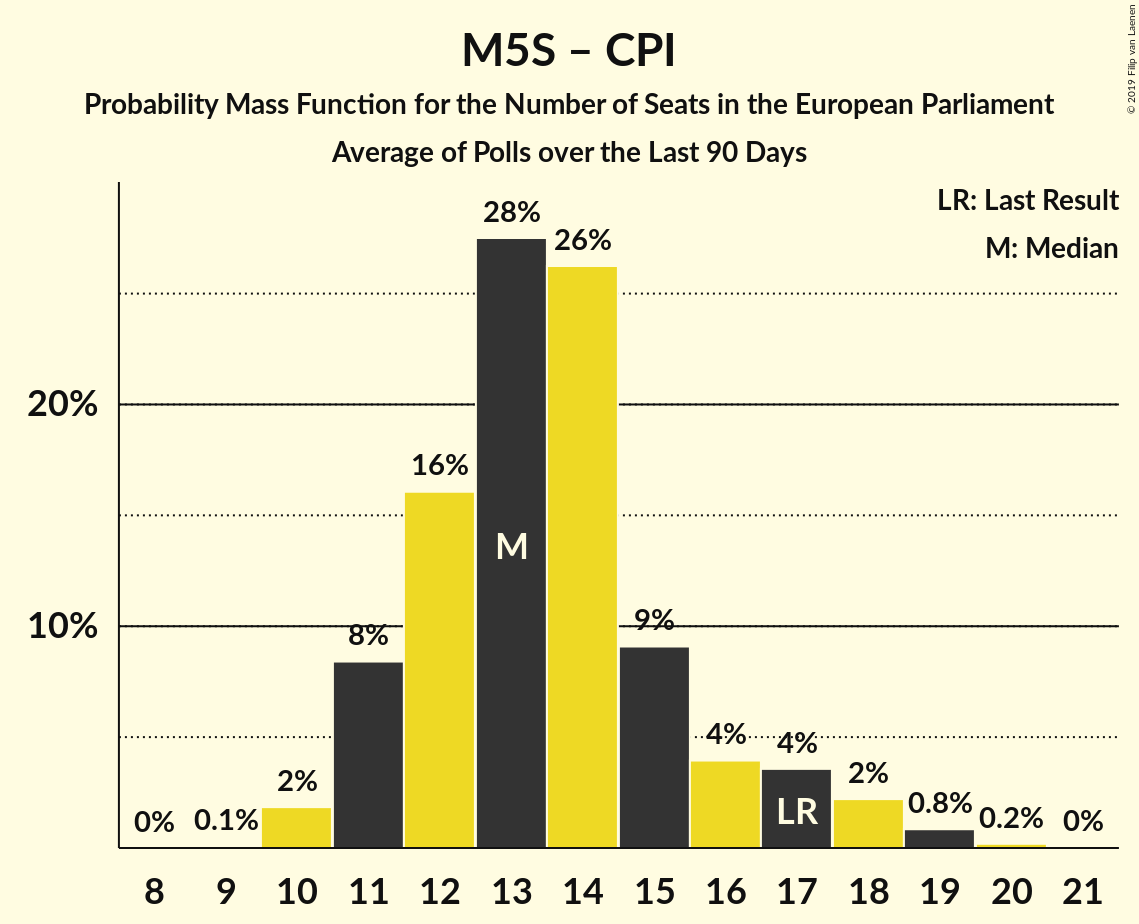 M5S – CPI
Probability Mass Function for the Number of Seats in the European Parliament
Average of Polls over the Last 90 Days
© 2019 Filip van Laenen
LR: Last Result
M: Median
28%
26%
20%
16%
M
10%
8%
9%
4%
4%
2%
2%
LR
0%
0.1%
0.8%
0.2%
0%
8 9 10 11 12 13 14 15 16 17 18 19 20 21